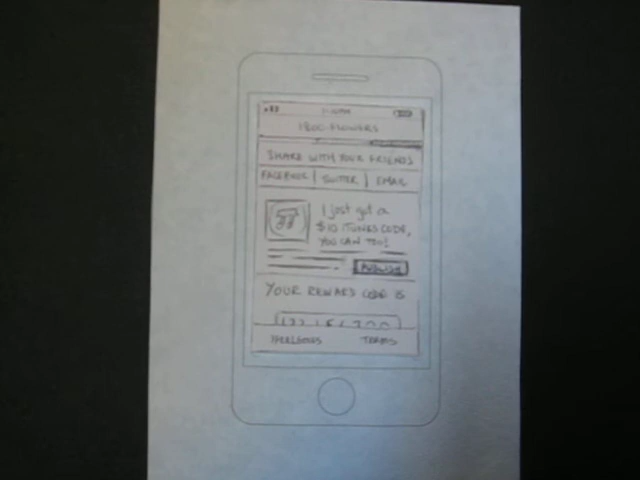 1800-FLOWERS
SHARE WITH YOUR FRIENDS
FACEBOOK | TWITTER | EMAIL
I just got a
$10 ITUNES CODE,
YOU CAN TOO!
PUBLISH
YOUR REWARD CODE IS
TERMS